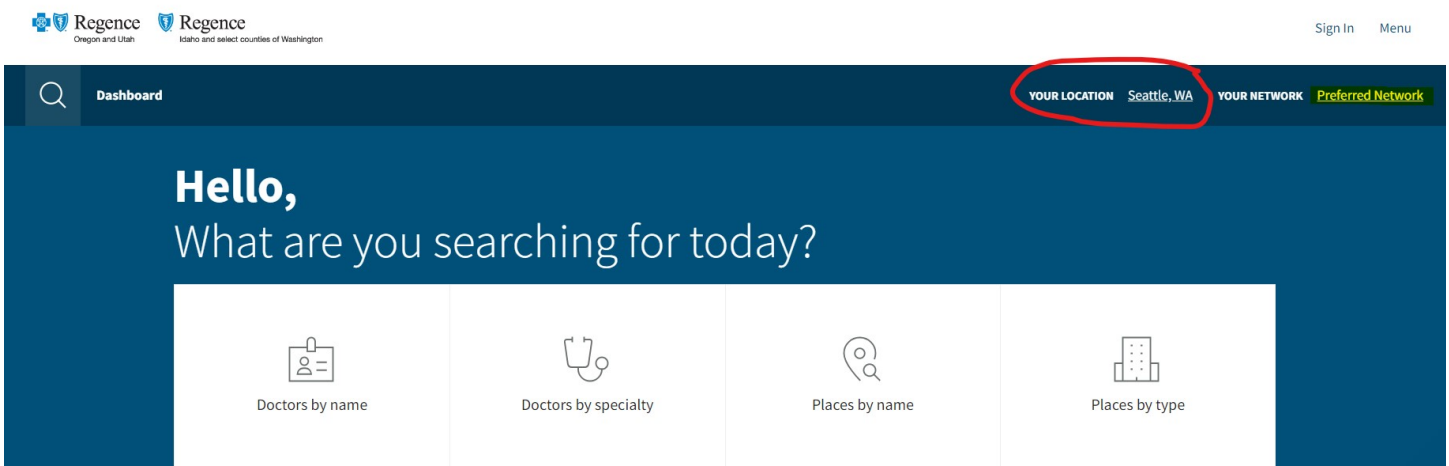 Regence
Oregon and Utah
Regence
Idaho and select counties of Washington
Sign In
Menu
Dashboard
YOUR LOCATION Seattle, WA YOUR NETWORK Preferred Network
Hello,
What are you searching for today?
Doctors by name
Doctors by specialty
Places by name
Places by type